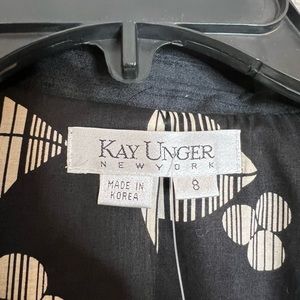 KAY UNGER
NEW YORK
MADE IN
KOREA
8